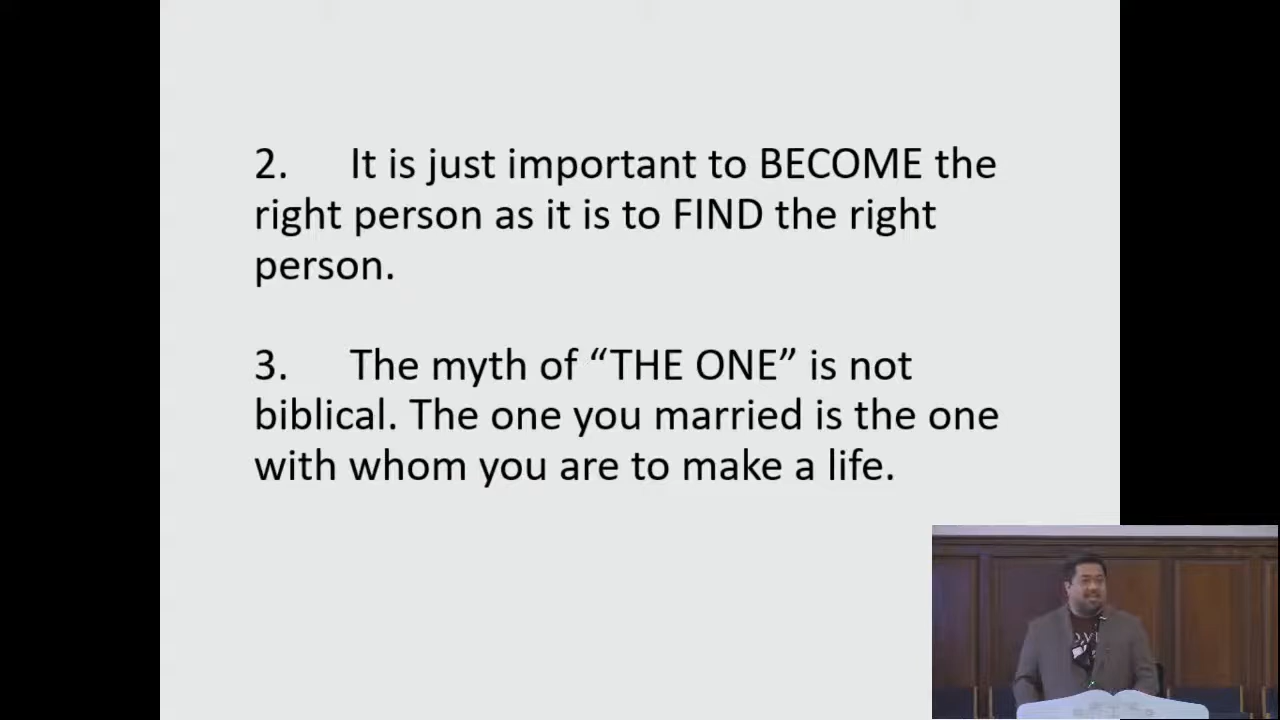 2. It is just important to BECOME the
right person as it is to FIND the right
person.
3. The myth of “THE ONE” is not
biblical. The one you married is the one
with whom you are to make a life.